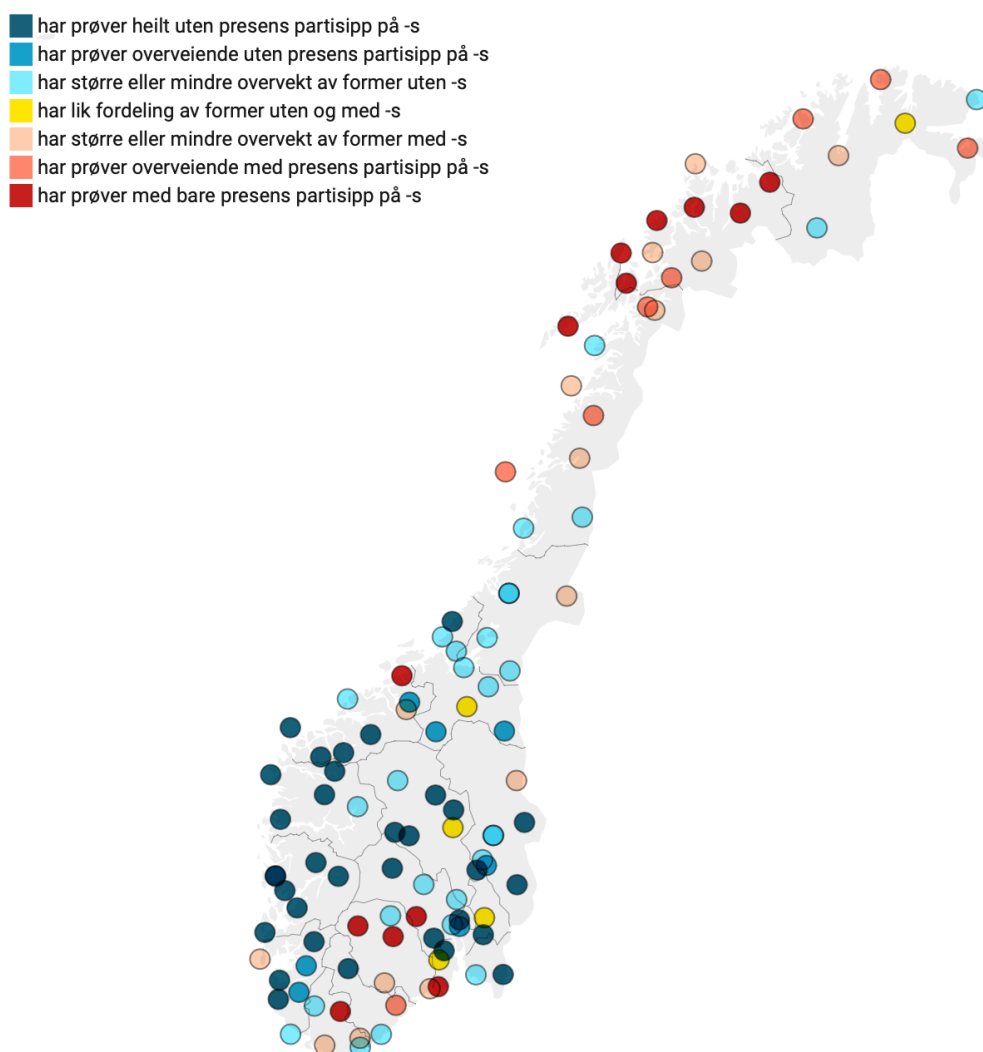 har prøver heilt uten presens partisipp på -s
har prøver overveiende uten presens partisipp på -s
har større eller mindre overvekt av former uten -s
har lik fordeling av former uten og med -s
har større eller mindre overvekt av former med -s
har prøver overveiende med presens partisipp på -s
har prøver med bare presens partisipp på -s